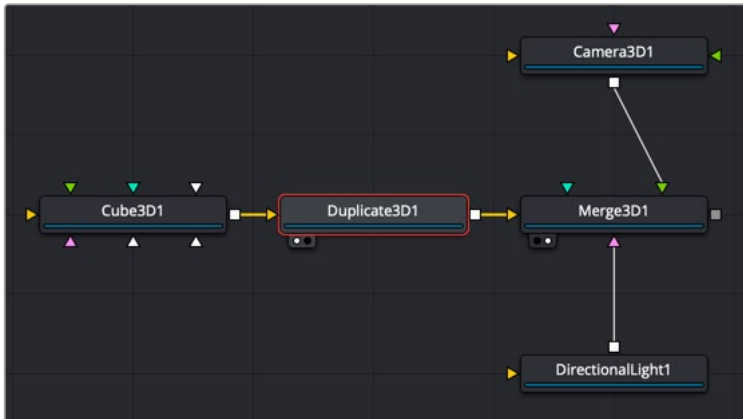 Camera3D1
Cube3D1
Duplicate3D1
Merge3D1
DirectionalLight1